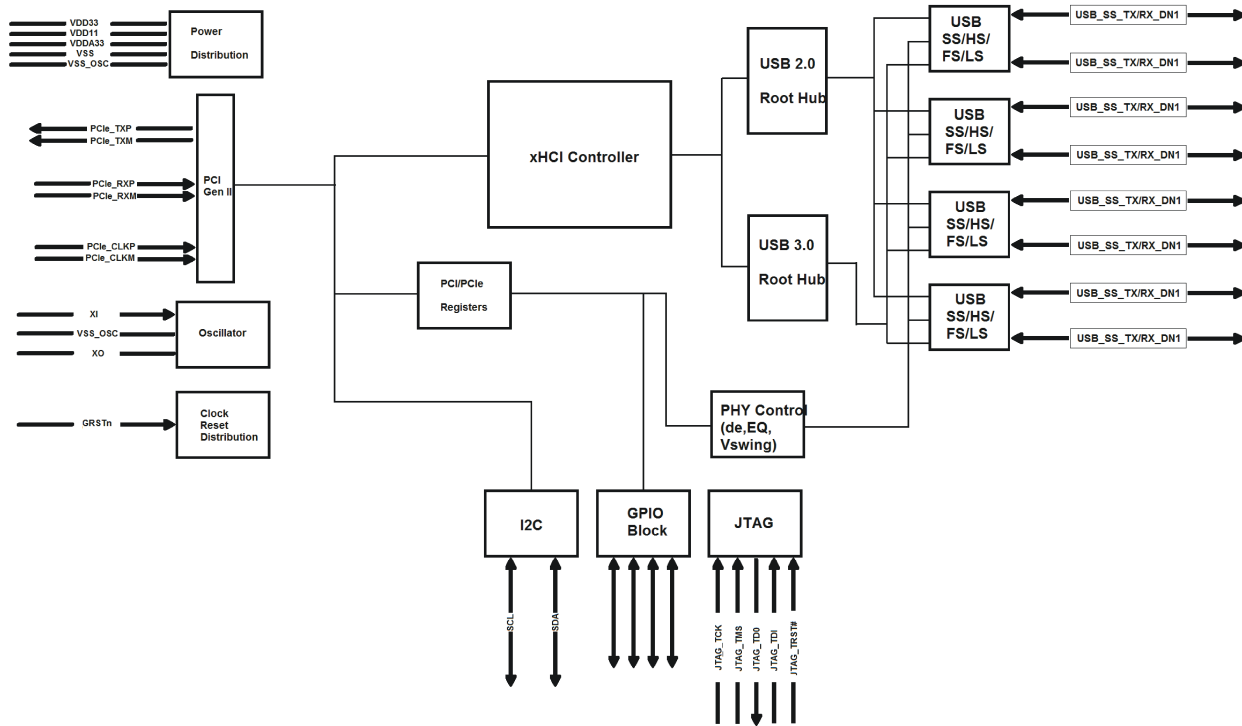 VDD33
VDD11
VDDA33
VSS
VSS_OSC
Power
Distribution
PCIe_TXP
PCIe_TXM
PCIe_RXP
PCIe_RXM
PCIe_CLKP
PCIe_CLKM
PCI
Gen II
XI
VSS_OSC
XO
Oscillator
GRSTn
Clock
Reset
Distribution
xHCI Controller
PCI/PCIe
Registers
USB 2.0
Root Hub
USB 3.0
Root Hub
PHY Control
(de,EQ,
Vswing)
USB
SS/HS/
FS/LS
USB_SS_TX/RX_DN1
USB_SS_TX/RX_DN1
USB
SS/HS/
FS/LS
USB_SS_TX/RX_DN1
USB_SS_TX/RX_DN1
USB
SS/HS/
FS/LS
USB_SS_TX/RX_DN1
USB_SS_TX/RX_DN1
USB
SS/HS/
FS/LS
USB_SS_TX/RX_DN1
USB_SS_TX/RX_DN1
I2C
SCL
SDA
GPIO
Block
JTAG
JTAG_TCK
JTAG_TMS
JTAG_TD0
JTAG_TDI
JTAG_TRST#